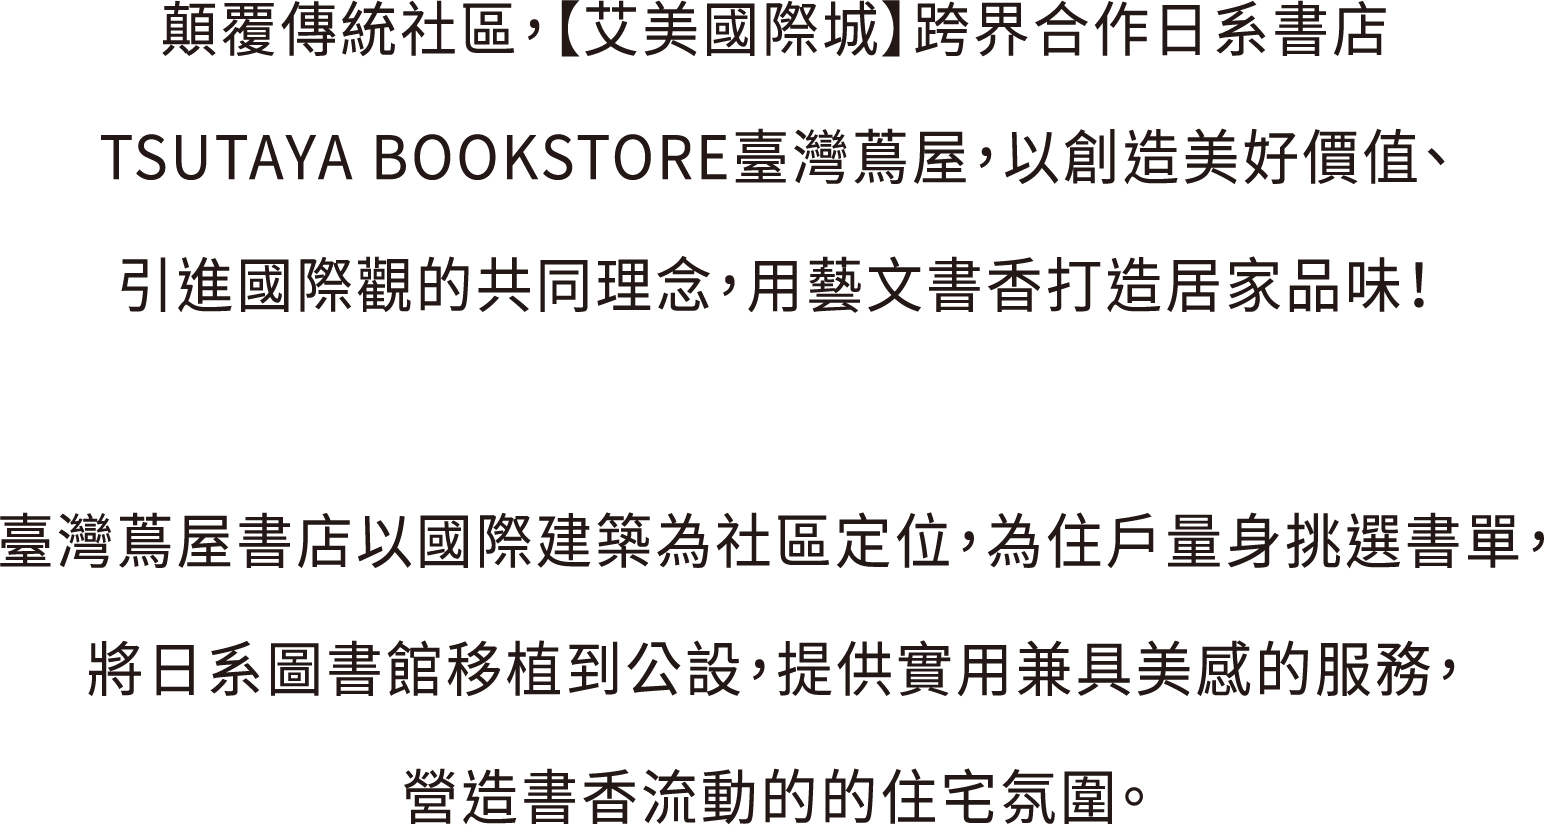 顛覆傳統社區，【艾美國際城】跨界合作日系書店
TSUTAYA BOOKSTORE臺灣蔦屋，以創造美好價值、
引進國際觀的共同理念，用藝文書香打造居家品味！
臺灣蔦屋書店以國際建築為社區定位，為住戶量身挑選書單，
將日系圖書館移植到公設，提供實用兼具美感的服務，
營造書香流動的的住宅氛圍。